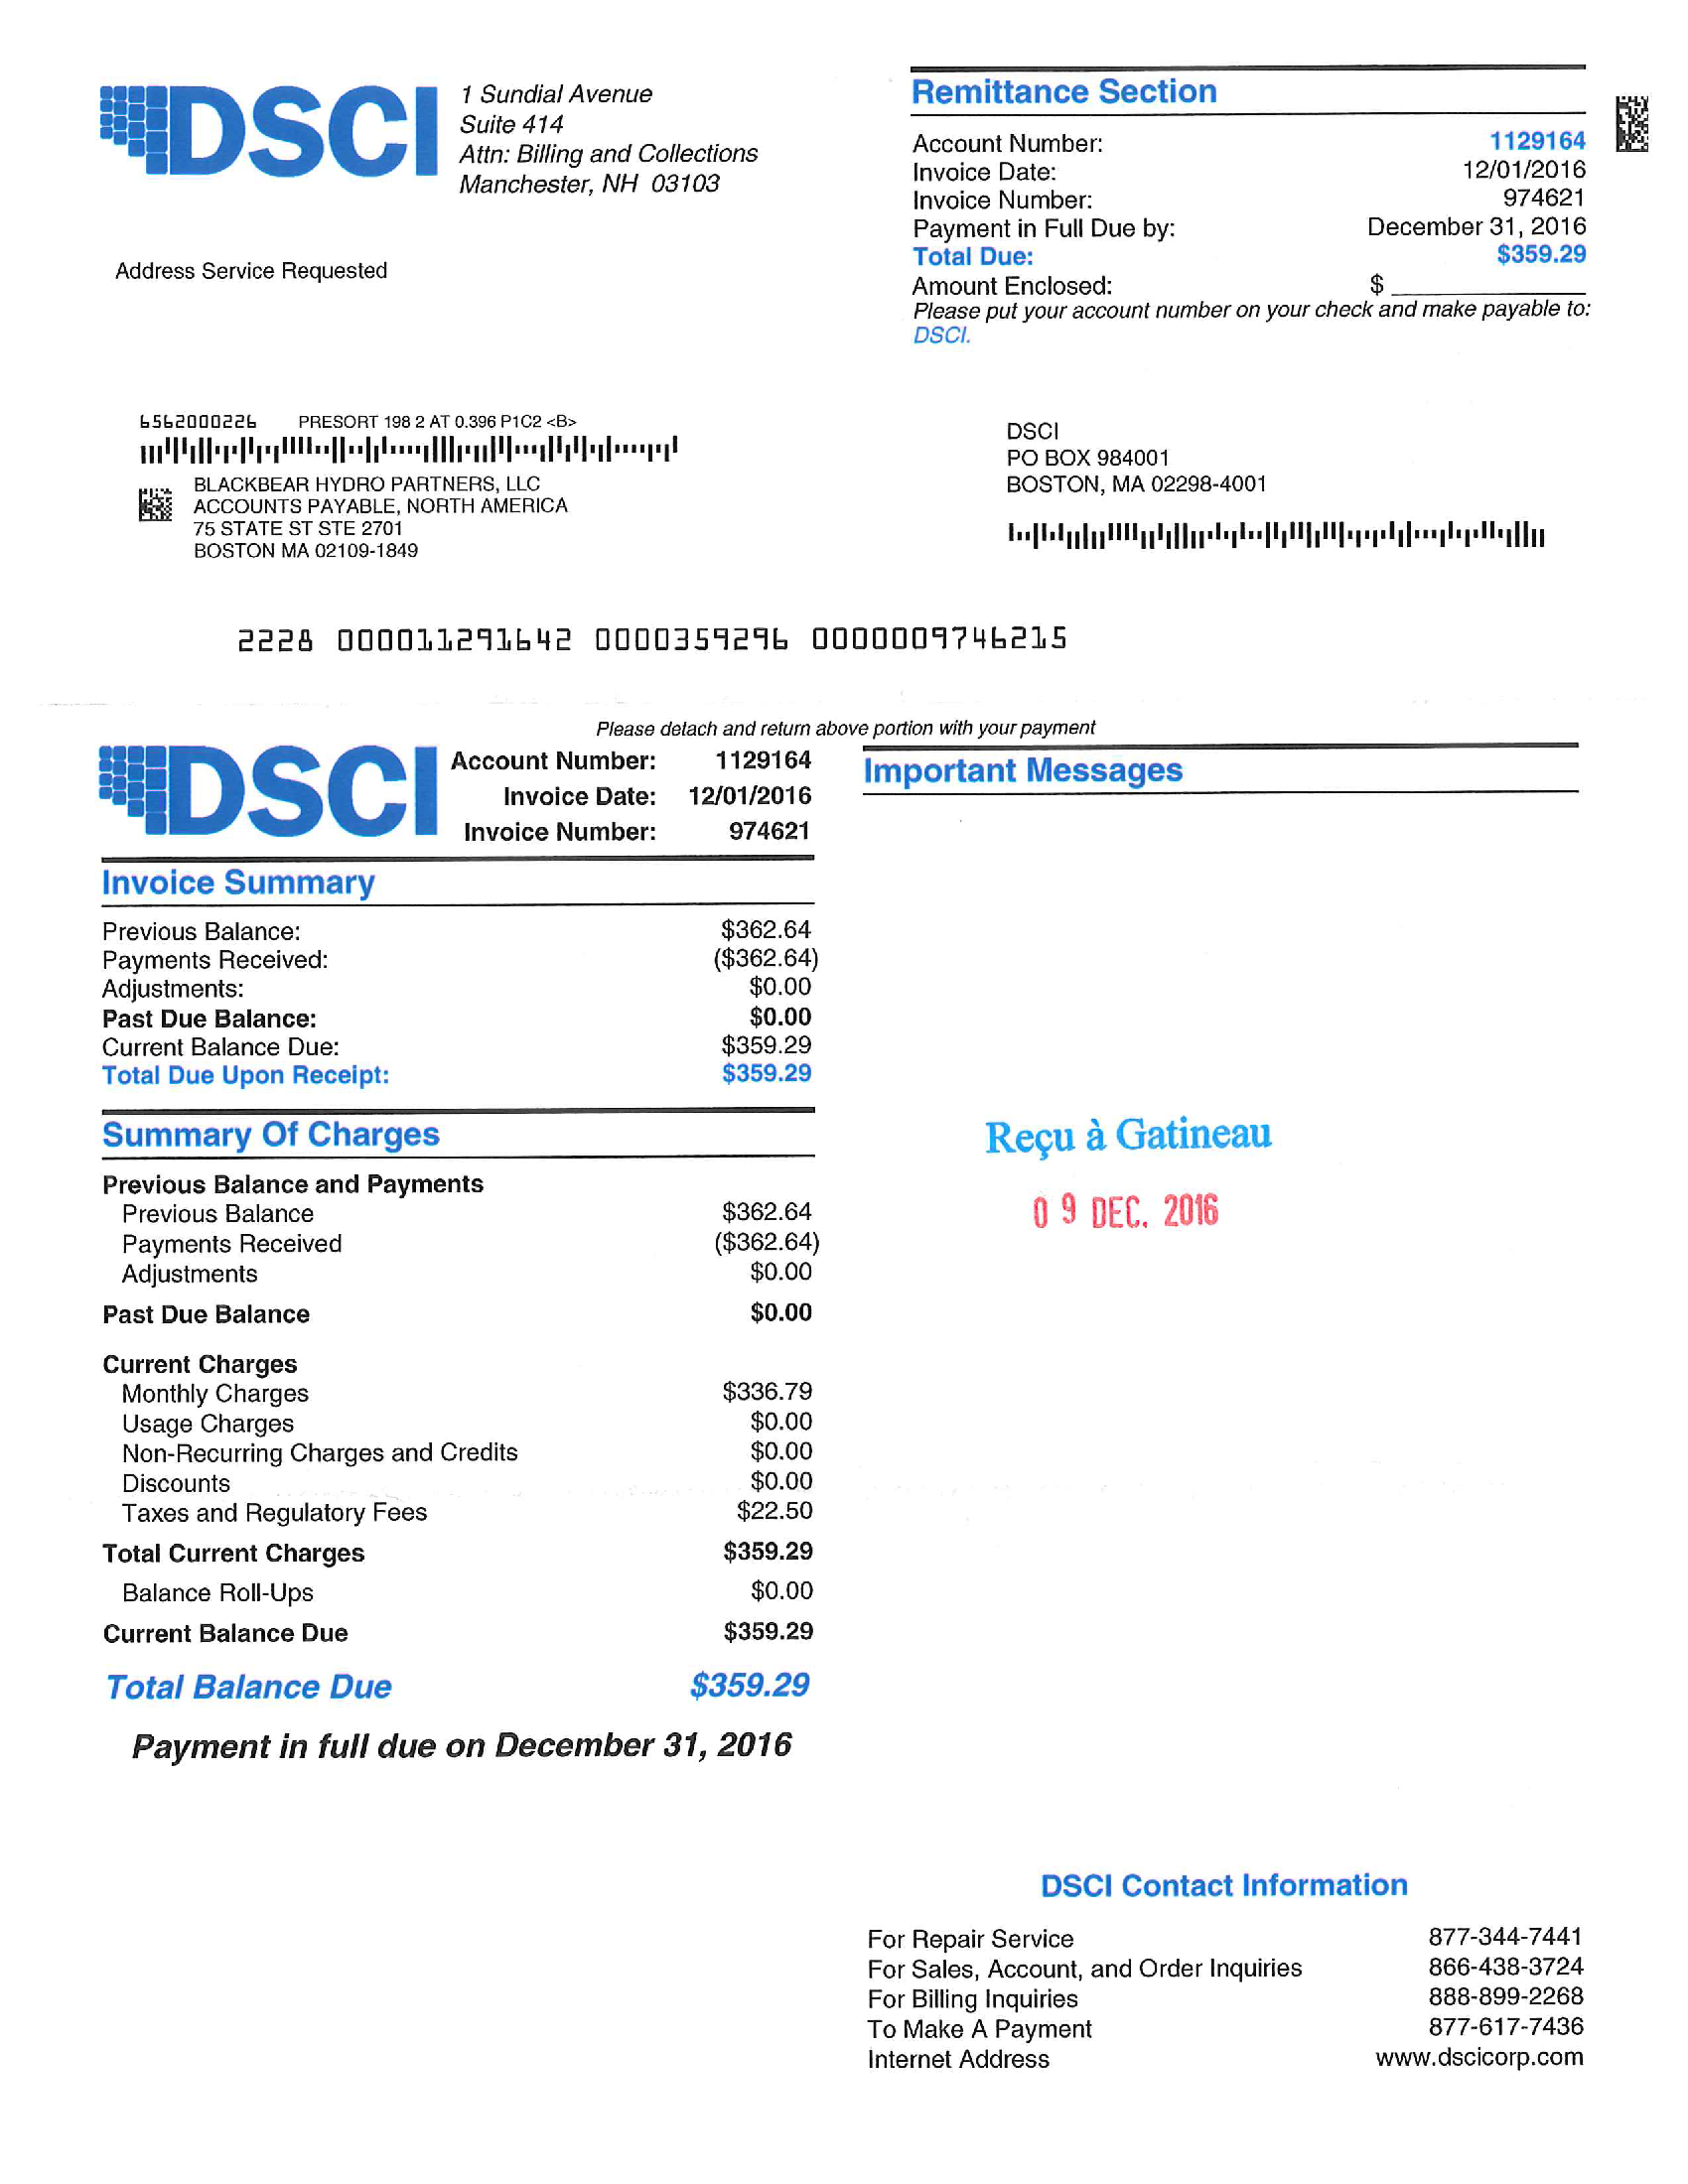 DSCI
1 Sundial Avenue
Suite 414
Attn: Billing and Collections
Manchester, NH 03103
Address Service Requested
Remittance Section
Account Number: 1129164
Invoice Date: 12/01/2016
Invoice Number: 974621
Payment in Full Due by: December 31, 2016
Total Due: $359.29
Amount Enclosed: $
Please put your account number on your check and make payable to:
DSCI.
6562000226 PRESORT 198 2 AT 0.396 P1C2 <B>
BLACKBEAR HYDRO PARTNERS, LLC
ACCOUNTS PAYABLE, NORTH AMERICA
75 STATE ST STE 2701
BOSTON MA 02109-1849
DSCI
PO BOX 984001
BOSTON, MA 02298-4001
2228 000011291642 0000359296 0000009746215
Please detach and return above portion with your payment
DSCI
Account Number: 1129164
Invoice Date: 12/01/2016
Invoice Number: 974621
Important Messages
Invoice Summary
Previous Balance: $362.64
Payments Received: ($362.64)
Adjustments: $0.00
Past Due Balance: $0.00
Current Balance Due: $359.29
Total Due Upon Receipt: $359.29
Summary Of Charges
Previous Balance and Payments
Previous Balance $362.64
Payments Received ($362.64)
Adjustments $0.00
Past Due Balance $0.00
Current Charges
Monthly Charges $336.79
Usage Charges $0.00
Non-Recurring Charges and Credits $0.00
Discounts $0.00
Taxes and Regulatory Fees $22.50
Total Current Charges $359.29
Balance Roll-Ups $0.00
Current Balance Due $359.29
Total Balance Due $359.29
Payment in full due on December 31, 2016
Reçu à Gatineau
09 DEC. 2016
DSCI Contact Information
For Repair Service 877-344-7441
For Sales, Account, and Order Inquiries 866-438-3724
For Billing Inquiries 888-899-2268
To Make A Payment 877-617-7436
Internet Address www.dscicorp.com